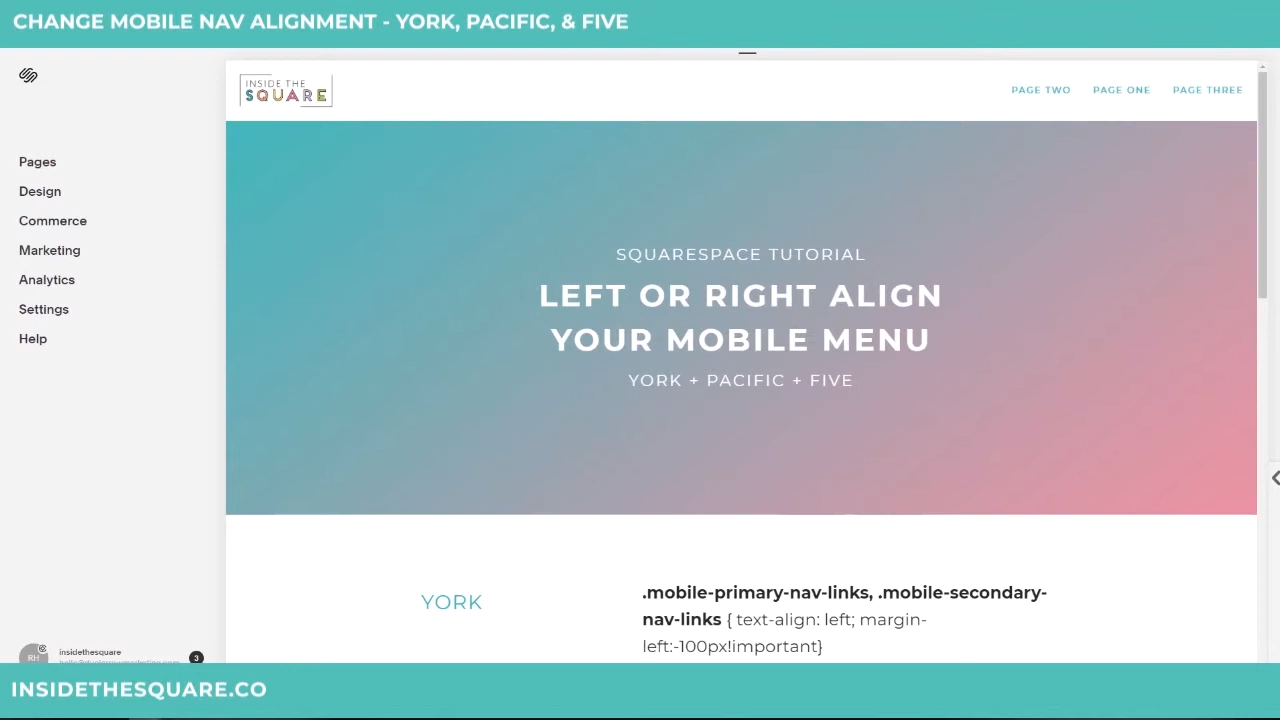 CHANGE MOBILE NAV ALIGNMENT - YORK, PACIFIC, & FIVE
INSIDE THE
SQUARE
PAGE TWO PAGE ONE PAGE THREE
Pages
Design
Commerce
Marketing
Analytics
Settings
Help
SQUARESPACE TUTORIAL
LEFT OR RIGHT ALIGN
YOUR MOBILE MENU
YORK + PACIFIC + FIVE
YORK
.mobile-primary-nav-links, .mobile-secondary-
nav-links { text-align: left; margin-
left:-100px!important}
RH
insidethesquare
3
INSIDETHESQUARE.CO